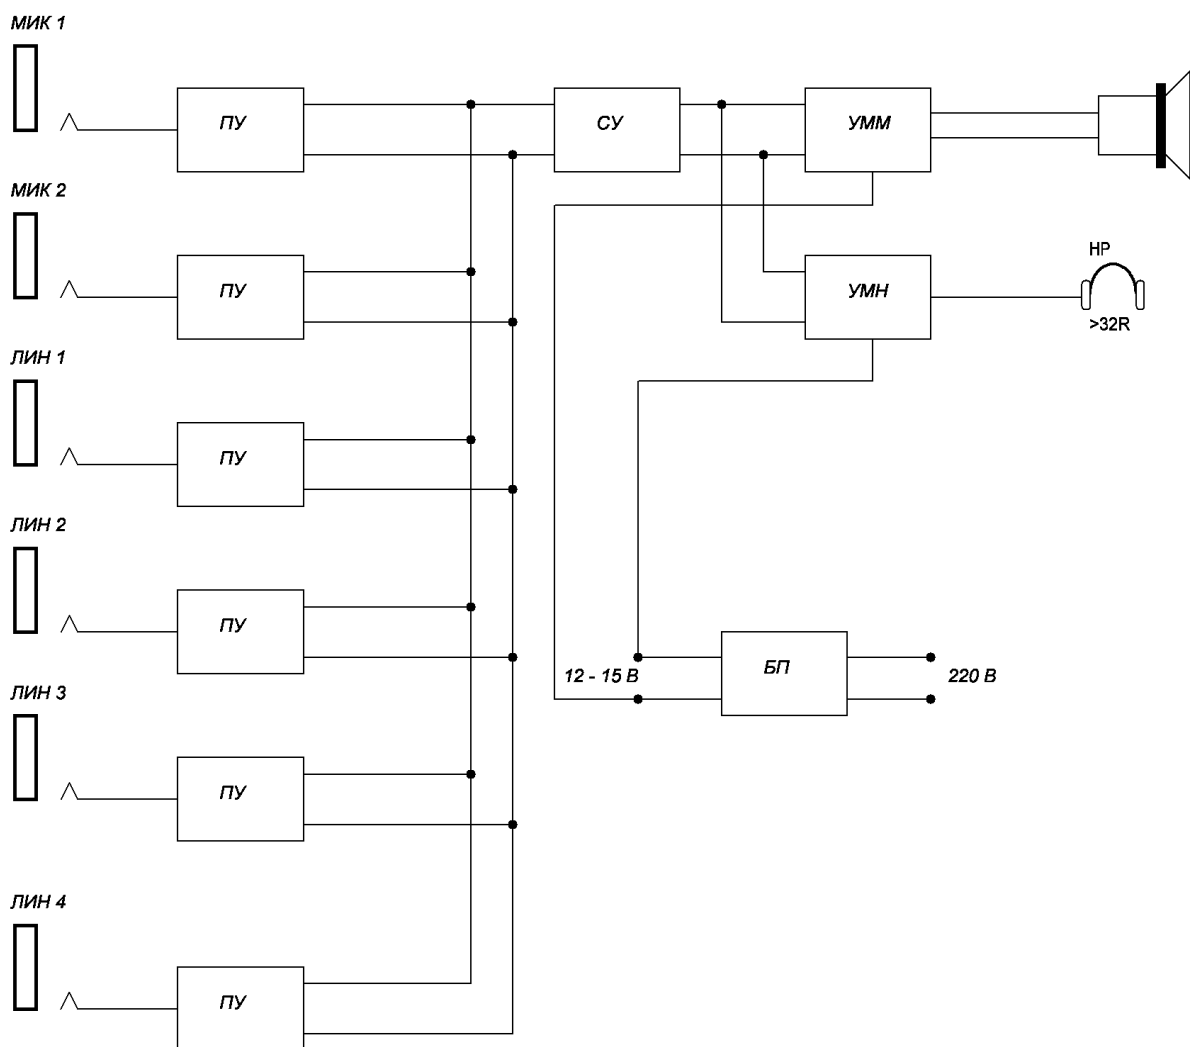 МИК 1
ПУ
СУ
УММ
МИК 2
ПУ
УМН
HP
>32R
ЛИН 1
ПУ
ЛИН 2
ПУ
12 - 15 В
БП
220 В
ЛИН 3
ПУ
ЛИН 4
ПУ